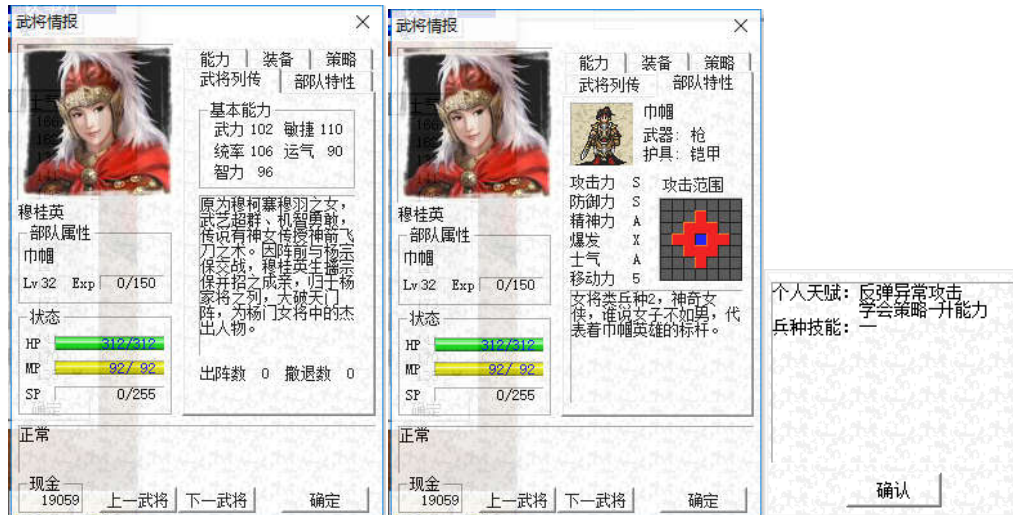 武将情报
能力 装备 策略
武将列传 部队特性
基本能力
武力 102 敏捷 110
统率 106 运气 90
智力 96
原为穆柯寨穆羽之女，
武艺超群、机智勇敢，
传说有神女传授神箭飞
刀之术。因阵前与杨宗
保交战，穆桂英生擒宗
保并招之成亲，归于杨
家将之列，大破天门
阵，为杨门女将中的杰
出人物。
出阵数 0 撤退数 0
穆桂英
部队属性
巾帼
Lv 32 Exp 0/150
状态
HP 312/312
MP 92/ 92
SP 0/255
正常
现金
19059
上一武将 下一武将 确定
武将情报
能力 装备 策略
武将列传 部队特性
巾帼
武器: 枪
护具: 铠甲
攻击力 S 攻击范围
防御力 S
精神力 A
爆发 X
士气 A
移动力 5
女将类兵种2，神奇女
侠，谁说女子不如男，代
表着巾帼英雄的标杆。
穆桂英
部队属性
巾帼
Lv 32 Exp 0/150
状态
HP 312/312
MP 92/ 92
SP 0/255
正常
现金
19059
上一武将 下一武将 确定
个人天赋: 反弹异常攻击
学会策略-升能力
兵种技能: 一
确认